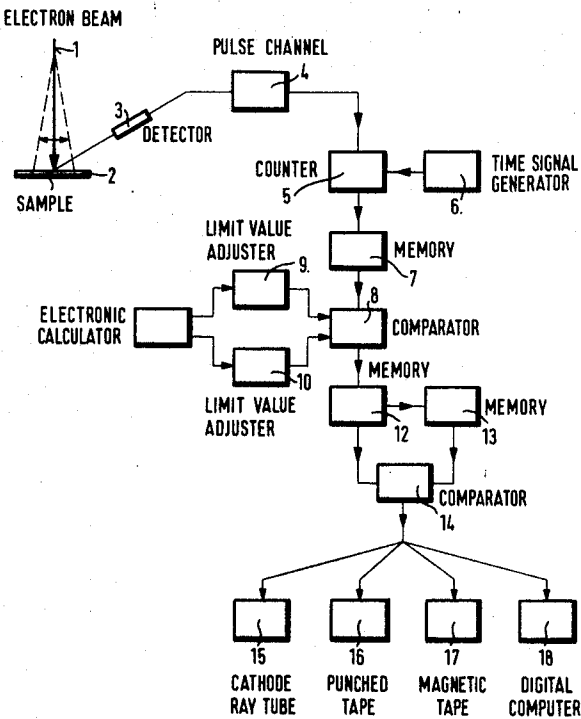 ELECTRON BEAM
1
PULSE CHANNEL
4
3
DETECTOR
2
SAMPLE
COUNTER
5
6.
TIME SIGNAL
GENERATOR
MEMORY
7
LIMIT VALUE
ADJUSTER
9.
8
COMPARATOR
ELECTRONIC
CALCULATOR
10
LIMIT VALUE
ADJUSTER
MEMORY
12
13
MEMORY
COMPARATOR
14
15
16
17
18
CATHODE
RAY TUBE
PUNCHED
TAPE
MAGNETIC
TAPE
DIGITAL
COMPUTER